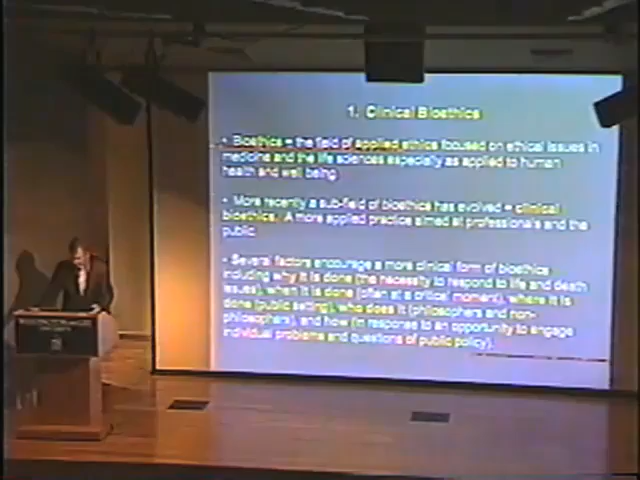 1. Clinical Bioethics
• Bioethics = the field of applied ethics focused on ethical issues in
medicine and the life sciences especially as applied to human
health and well being.
• More recently a sub-field of bioethics has evolved = clinical
bioethics. A more applied practice aimed at professionals and the
public.
• Several factors encourage a more clinical form of bioethics
including why it is done (the necessity to respond to life and death
issues), when it is done (often at a critical moment), where it is
done (public setting), who does it (philosophers and non-
philosophers), and how (in response to an opportunity to engage
individual problems and questions of public policy).